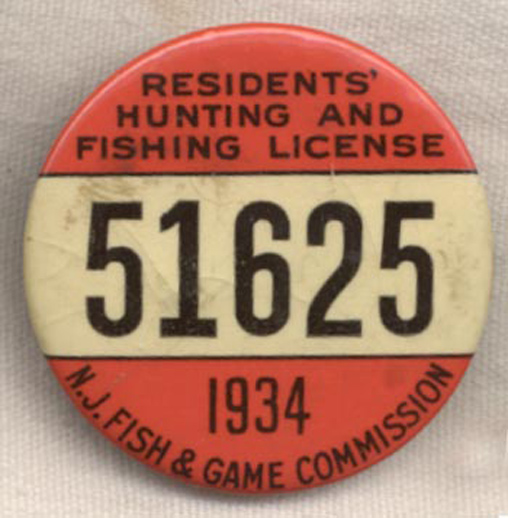 RESIDENTS'
HUNTING AND
FISHING LICENSE
51625
1934
N.J. FISH & GAME COMMISSION